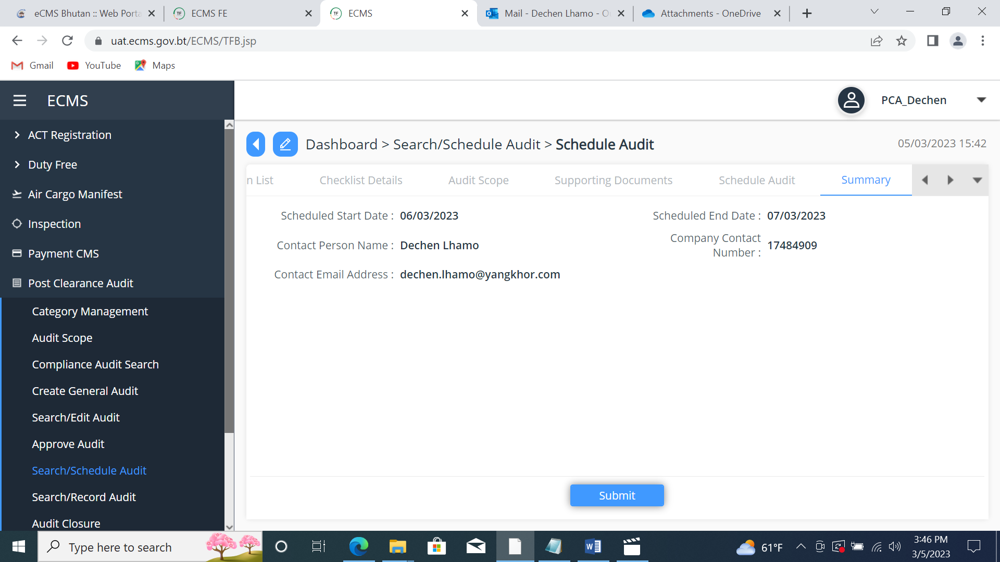 eCMS Bhutan :: Web Porta
ECMS FE
ECMS
Mail - Dechen Lhamo - O
Attachments - OneDrive
uat.ecms.gov.bt/ECMS/TFB.jsp
Gmail
YouTube
Maps
ECMS
PCA_Dechen
ACT Registration
Duty Free
Air Cargo Manifest
Inspection
Payment CMS
Post Clearance Audit
Category Management
Audit Scope
Compliance Audit Search
Create General Audit
Search/Edit Audit
Approve Audit
Search/Schedule Audit
Search/Record Audit
Audit Closure
Dashboard > Search/Schedule Audit > Schedule Audit
05/03/2023 15:42
n List
Checklist Details
Audit Scope
Supporting Documents
Schedule Audit
Summary
Scheduled Start Date : 06/03/2023
Scheduled End Date : 07/03/2023
Contact Person Name : Dechen Lhamo
Company Contact
Number : 17484909
Contact Email Address : dechen.lhamo@yangkhor.com
Submit
Type here to search
61°F
3:46 PM
3/5/2023